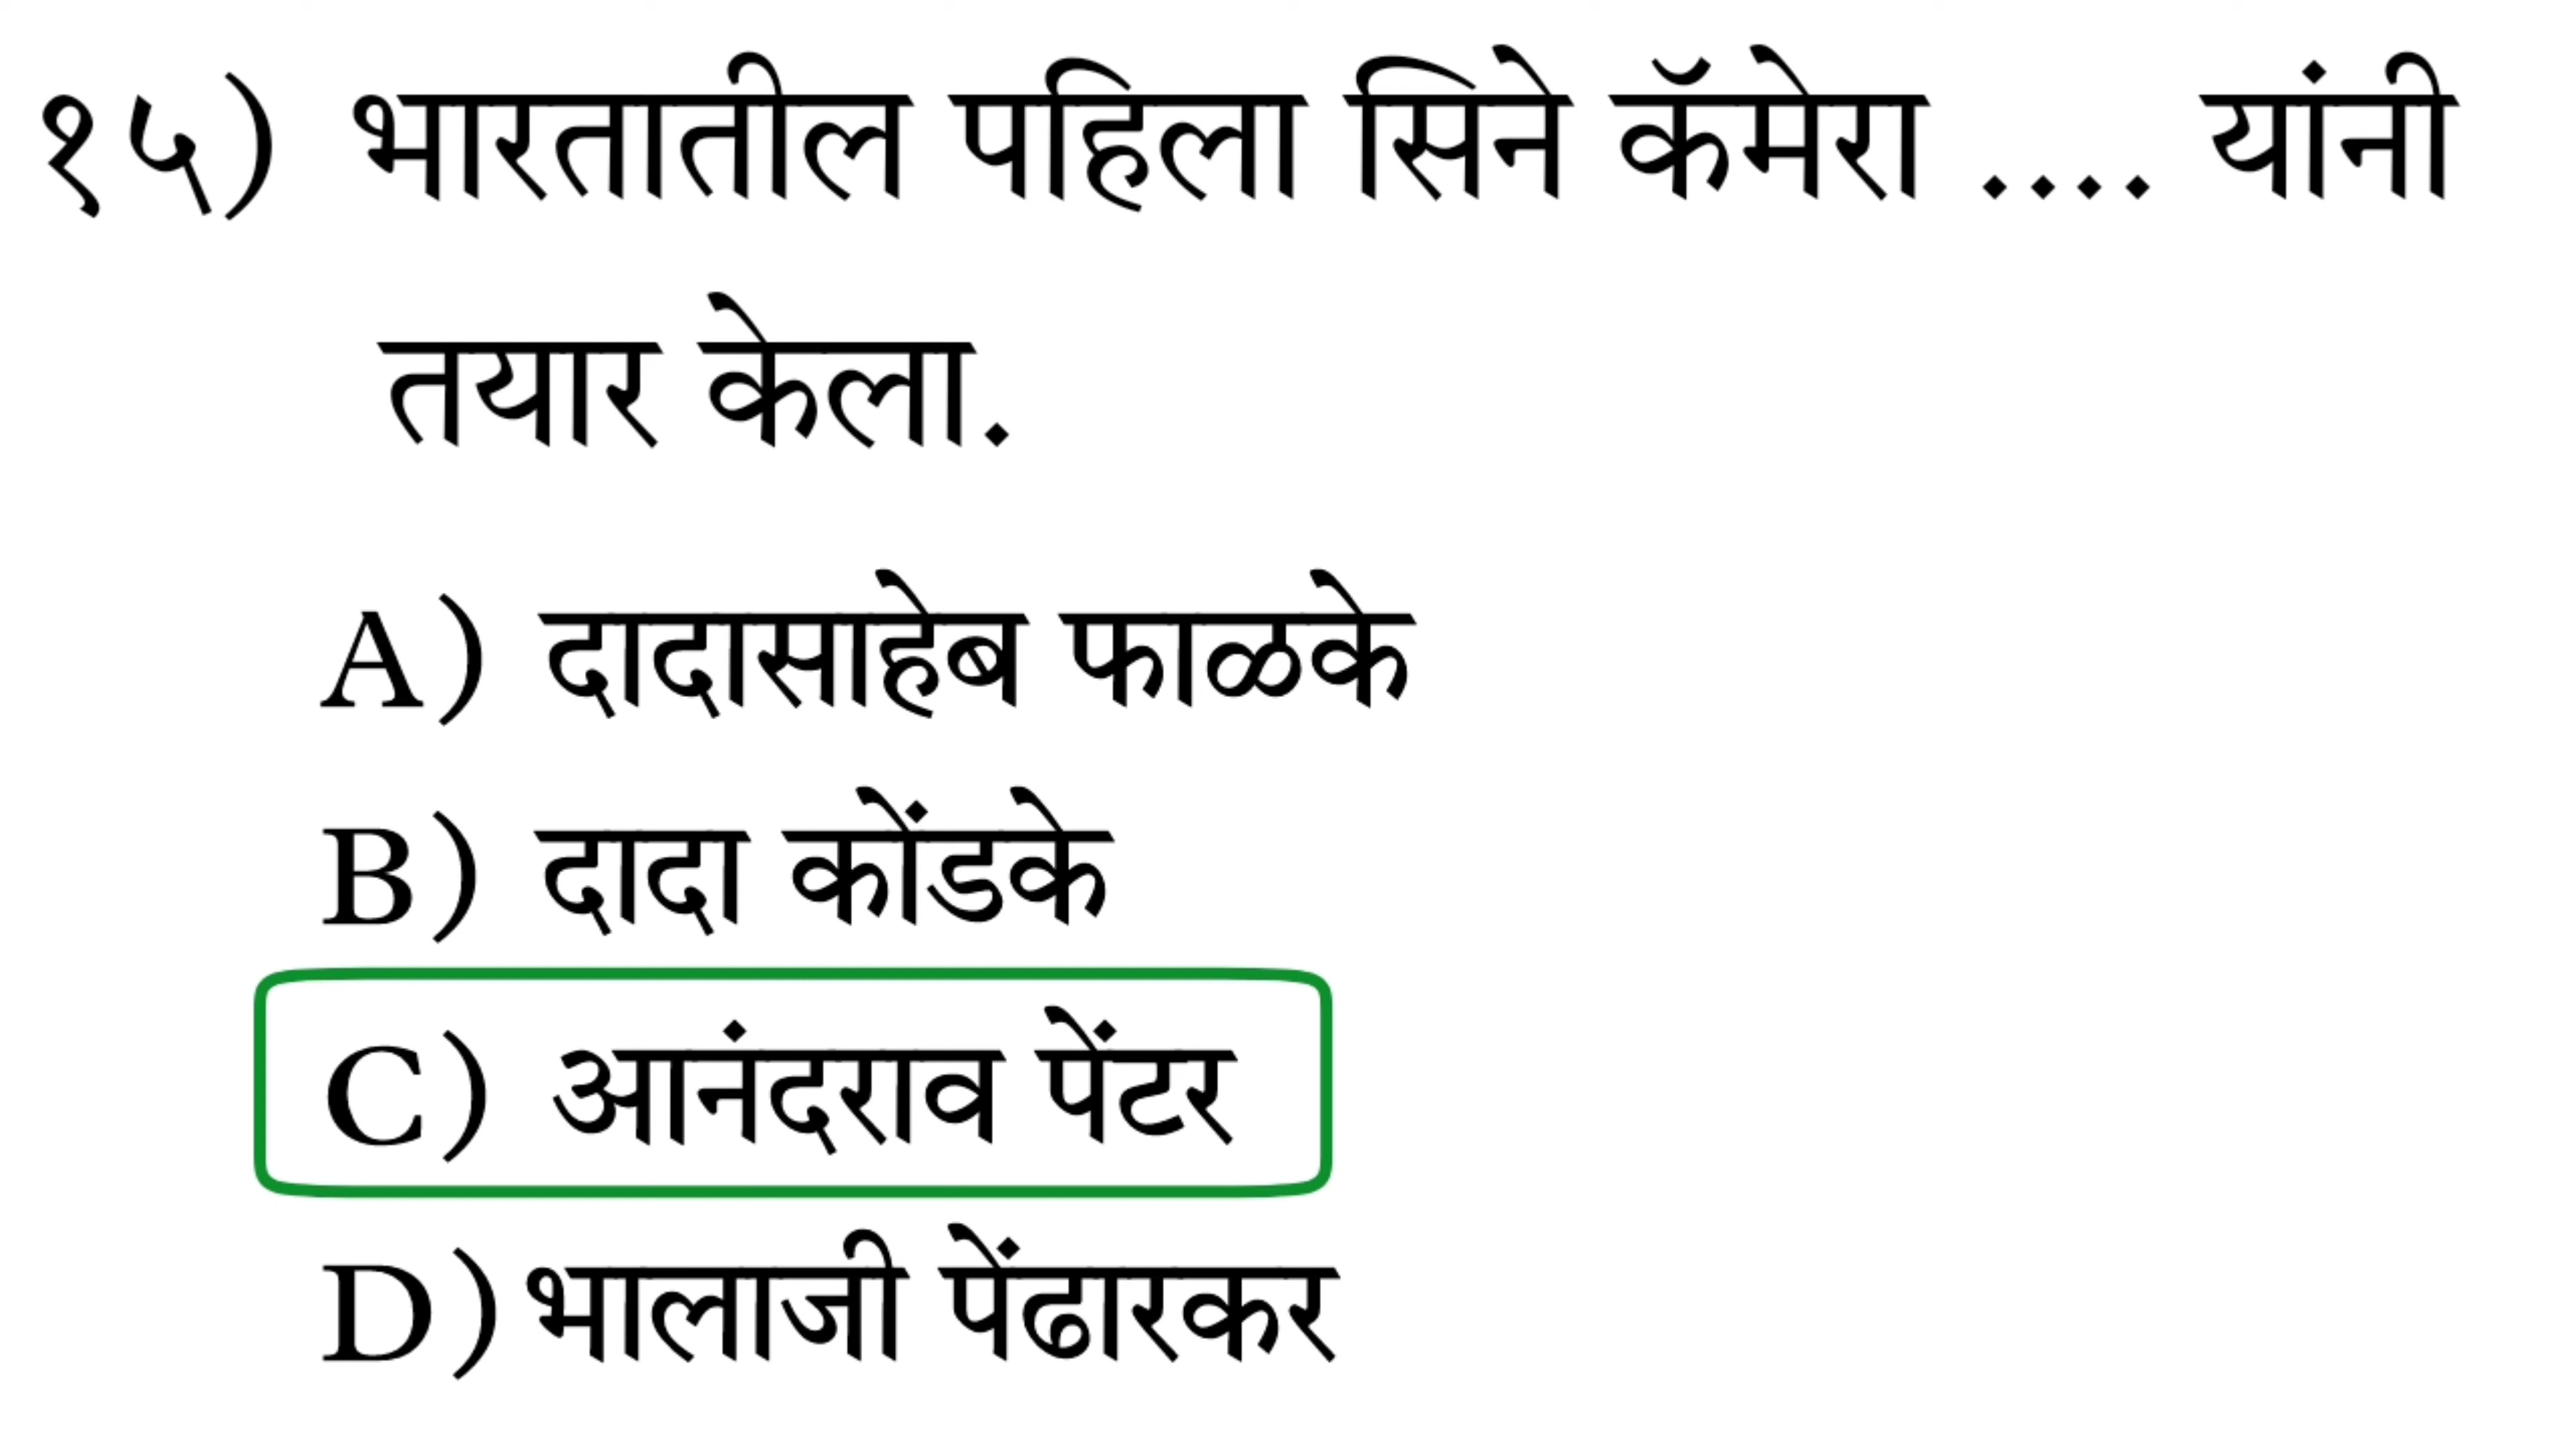 १५) भारतातील पहिला सिने कॅमेरा .... यांनी
तयार केला.
A) दादासाहेब फाळके
B) दादा कोंडके
C) आनंदराव पेंटर
D) भालाजी पेंढारकर